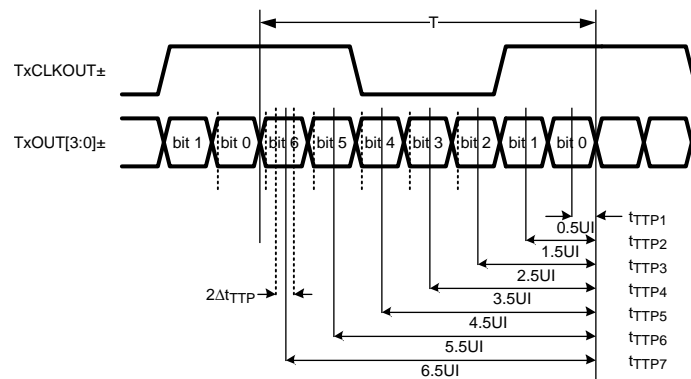 T
TxCLKOUT±
TxOUT[3:0]±
bit 1 bit 0 bit 6 bit 5 bit 4 bit 3 bit 2 bit 1 bit 0
tTTP1
0.5UI
tTTP2
1.5UI
tTTP3
2.5UI
2ΔtTTP
tTTP4
3.5UI
tTTP5
4.5UI
tTTP6
5.5UI
tTTP7
6.5UI